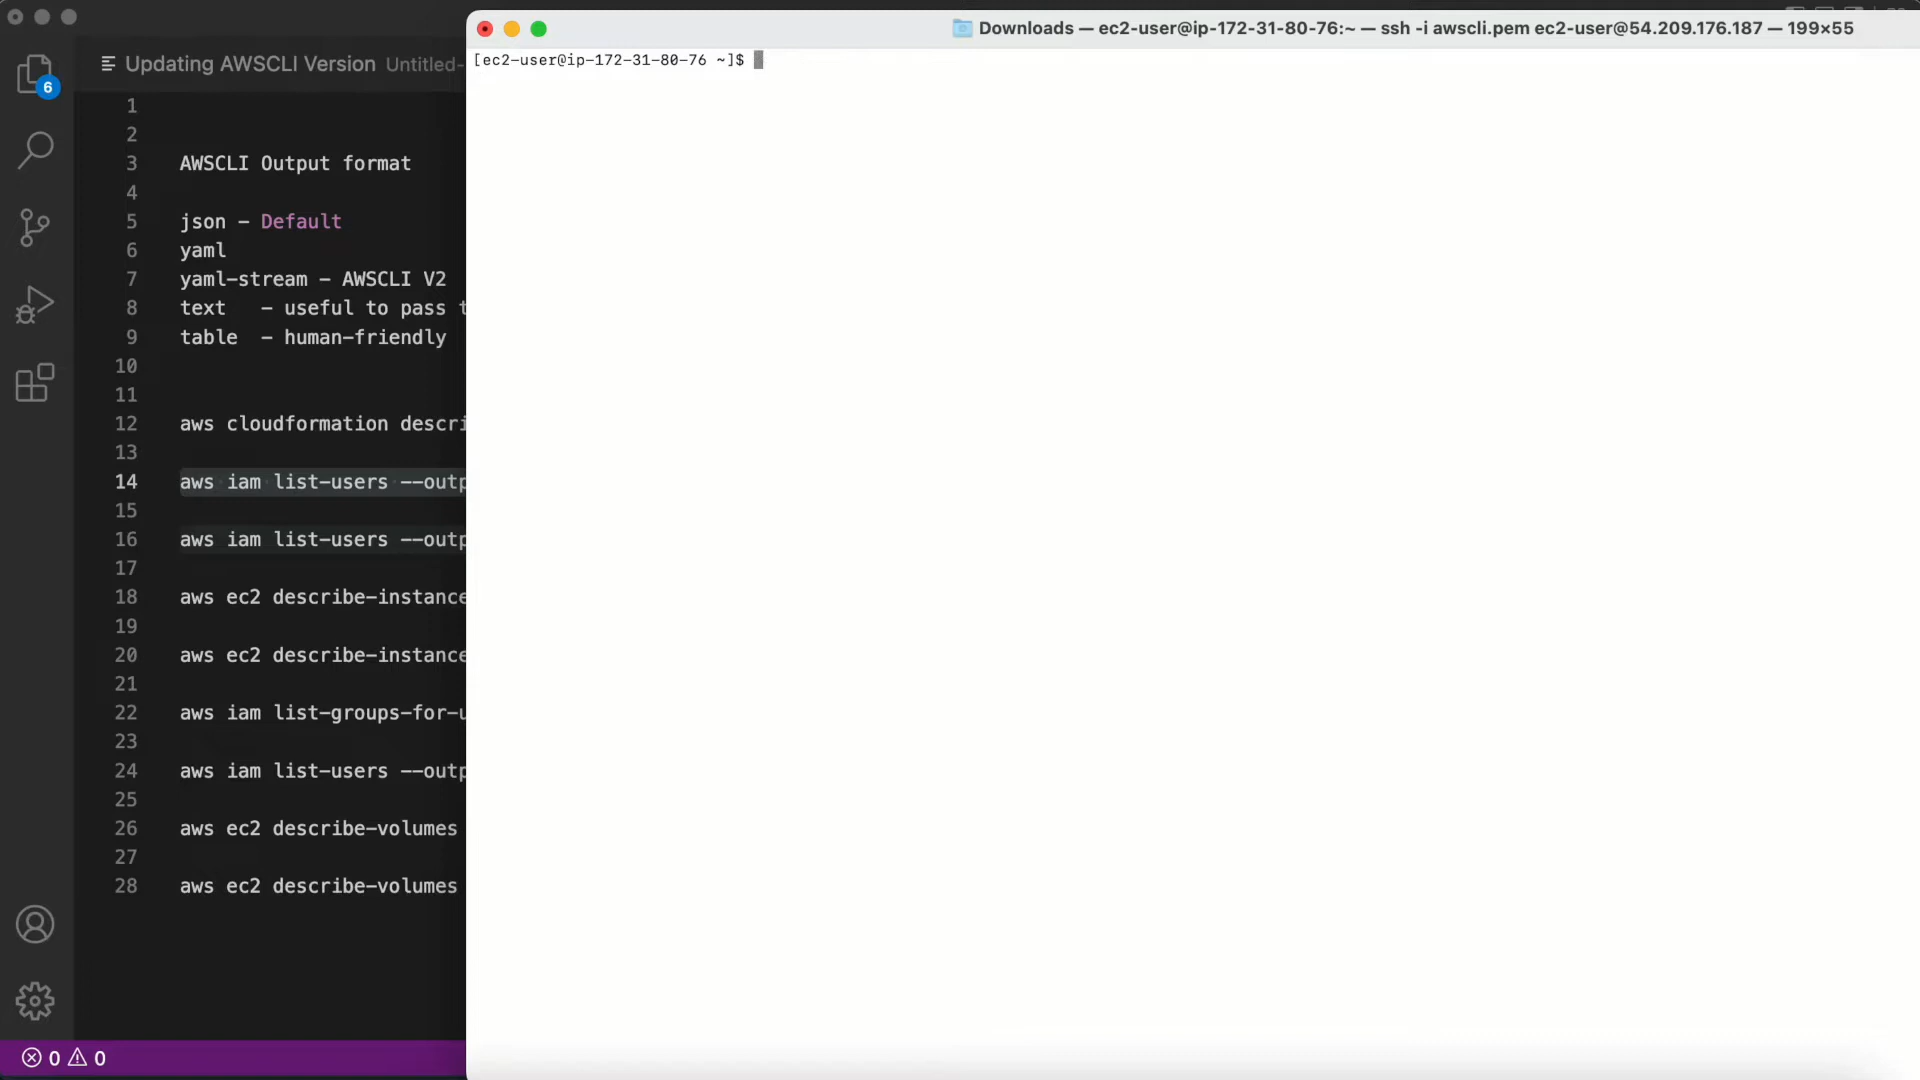 Downloads — ec2-user@ip-172-31-80-76:~ — ssh -i awscli.pem ec2-user@54.209.176.187 — 199×55
[ec2-user@ip-172-31-80-76 ~]$
6
Updating AWSCLI Version Untitled-
1
2
3 AWSCLI Output format
4
5 json - Default
6 yaml
7 yaml-stream - AWSCLI V2
8 text - useful to pass
9 table - human-friendly
10
11
12 aws cloudformation descri
13
14 aws iam list-users --outp
15
16 aws iam list-users --outp
17
18 aws ec2 describe-instance
19
20 aws ec2 describe-instance
21
22 aws iam list-groups-for-u
23
24 aws iam list-users --outp
25
26 aws ec2 describe-volumes
27
28 aws ec2 describe-volumes
0 0